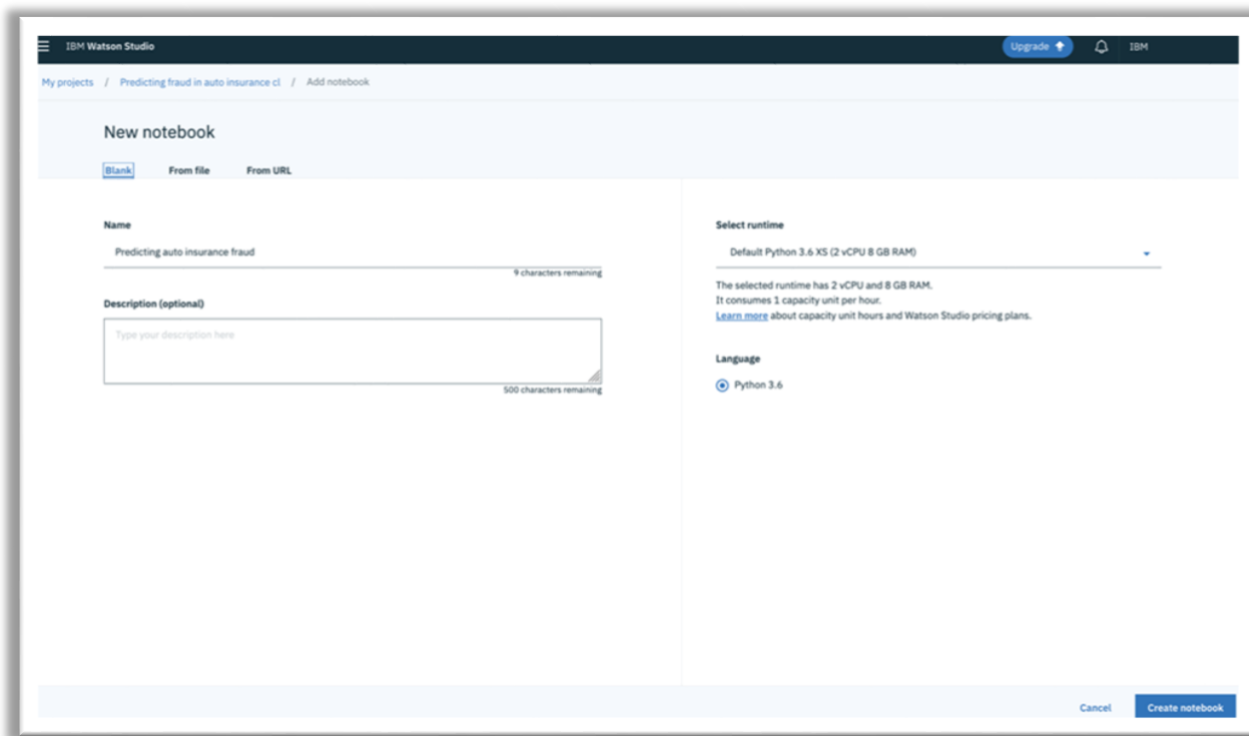 IBM Watson Studio
Upgrade
IBM
My projects / Predicting fraud in auto insurance cl / Add notebook
New notebook
Blank From file From URL
Name
Predicting auto insurance fraud
9 characters remaining
Description (optional)
Type your description here
500 characters remaining
Select runtime
Default Python 3.6 XS (2 vCPU 8 GB RAM)
The selected runtime has 2 vCPU and 8 GB RAM.
It consumes 1 capacity unit per hour.
Learn more about capacity unit hours and Watson Studio pricing plans.
Language
Python 3.6
Cancel Create notebook